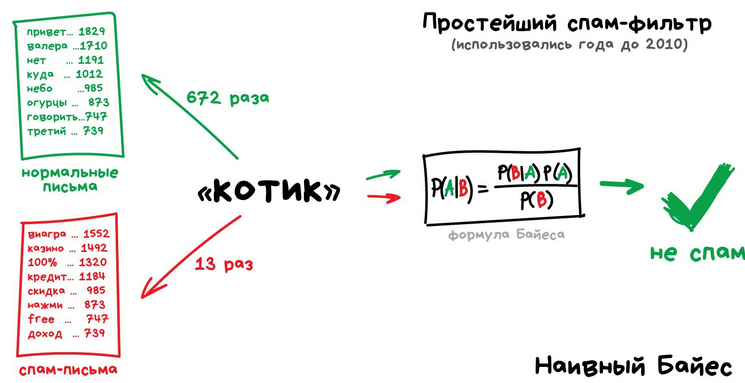 Простейший спам-фильтр
(использовались года до 2010)
привет... 1829
валера ...1710
нет ... 1191
куда ... 1012
небо ...985
огурцы ... 873
говорить...747
третий ... 739
нормальные
письма
672 раза
«КОТИК»
13 раз
виагра ... 1552
казино ... 1492
100% ... 1320
кредит... 1184
скидка ... 985
нажми ... 873
free ... 747
доход ... 739
спам-письма
P(A|B) = P(B|A) P(A)
P(B)
формула Байеса
не спам
Наивный Байес